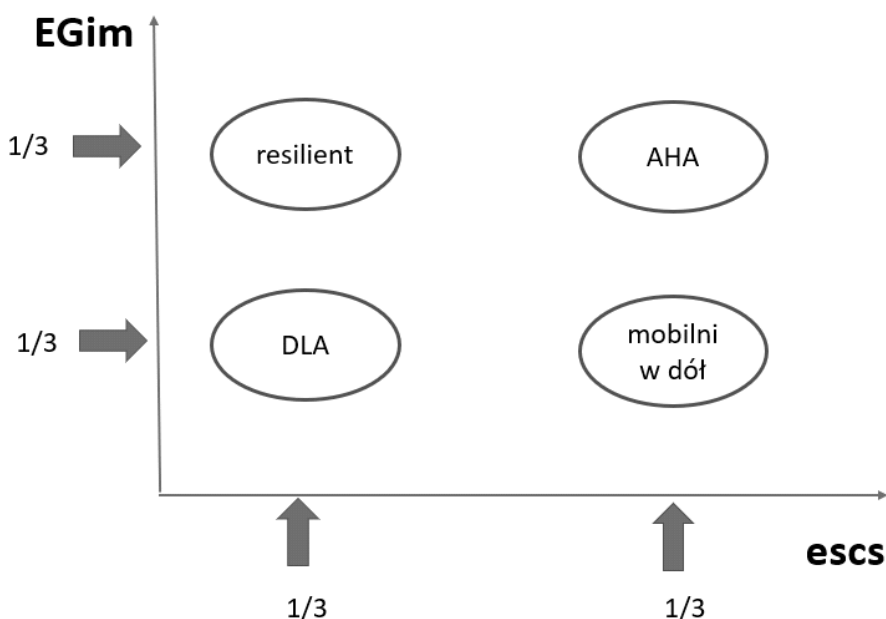 EGim
1/3
resilient
AHA
1/3
DLA
mobilni
w dół
escs
1/3
1/3